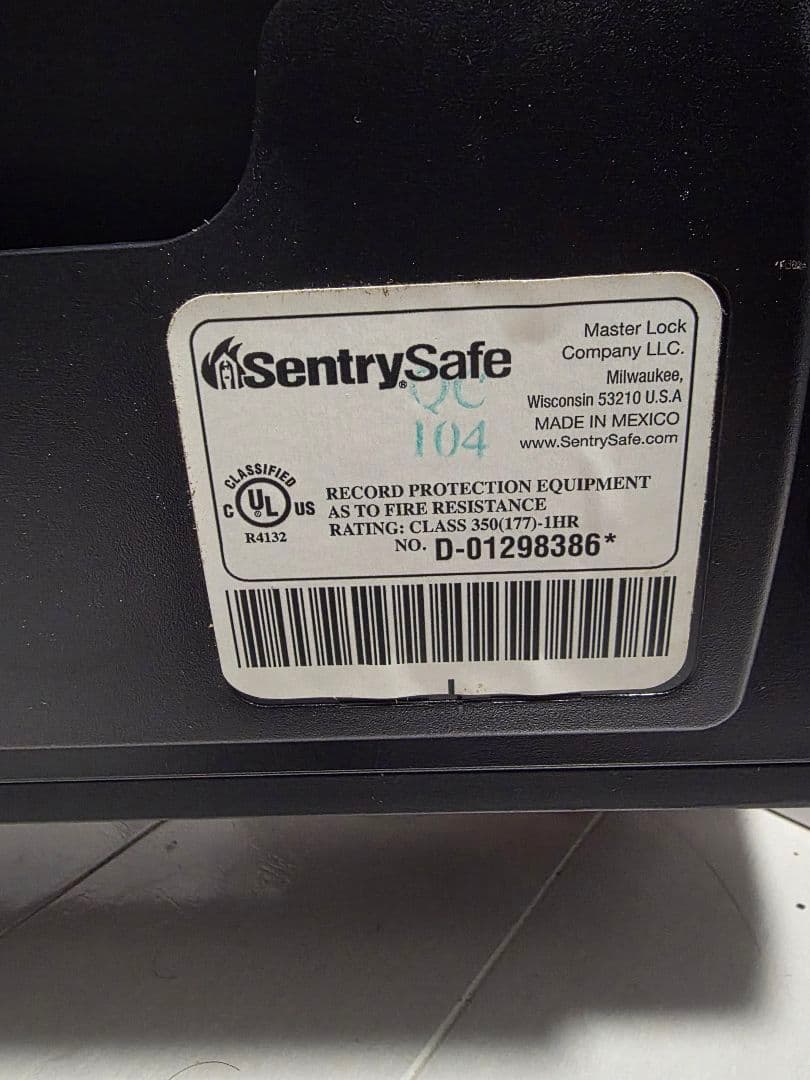 SentrySafe®
Master Lock
Company LLC.
Milwaukee,
Wisconsin 53210 U.S.A
MADE IN MEXICO
www.SentrySafe.com
QC
104
CLASSIFIED
C UL® US
R4132
RECORD PROTECTION EQUIPMENT
AS TO FIRE RESISTANCE
RATING: CLASS 350(177)-1HR
NO. D-01298386*